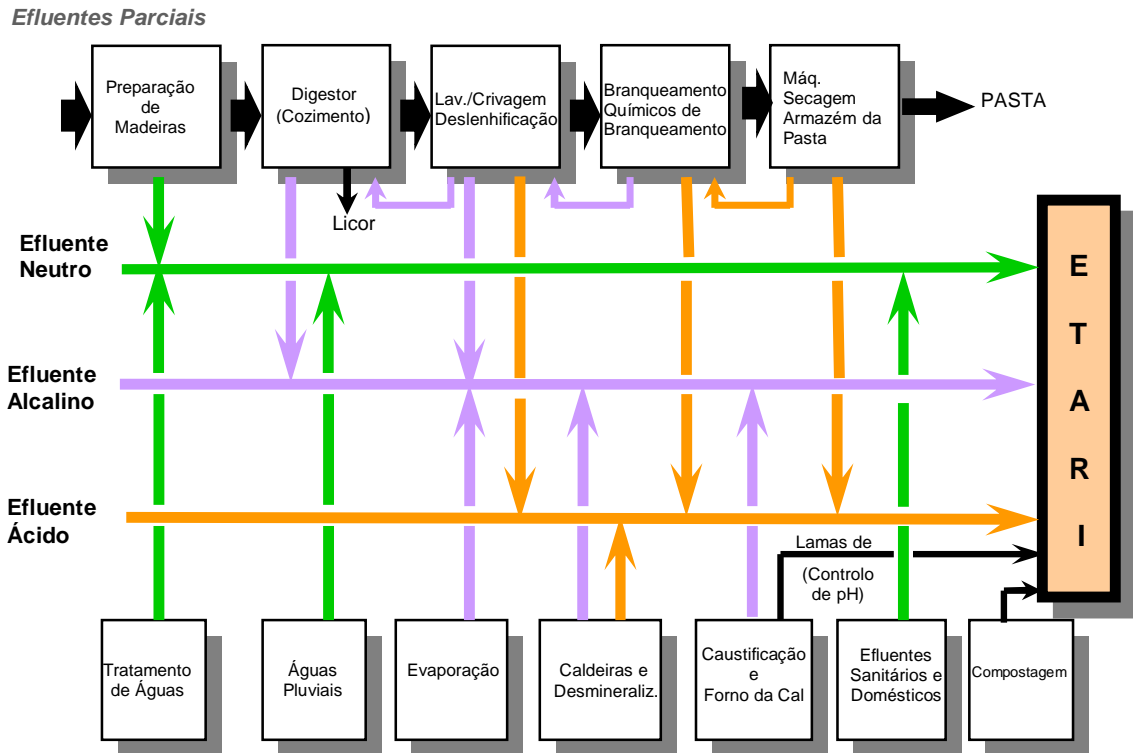 Efluentes Parciais
Preparação
de
Madeiras
Digestor
(Cozimento)
Lav./Crivagem
Deslenhificação
Branqueamento
Químicos de
Branqueamento
Máq.
Secagem
Armazém da
Pasta
PASTA
Licor
Efluente
Neutro
Efluente
Alcalino
Efluente
Ácido
E
T
A
R
I
Lamas de
(Controlo
de pH)
Tratamento
de Águas
Águas
Pluviais
Evaporação
Caldeiras e
Desmineraliz.
Caustificação
e
Forno da Cal
Efluentes
Sanitários e
Domésticos
Compostagem